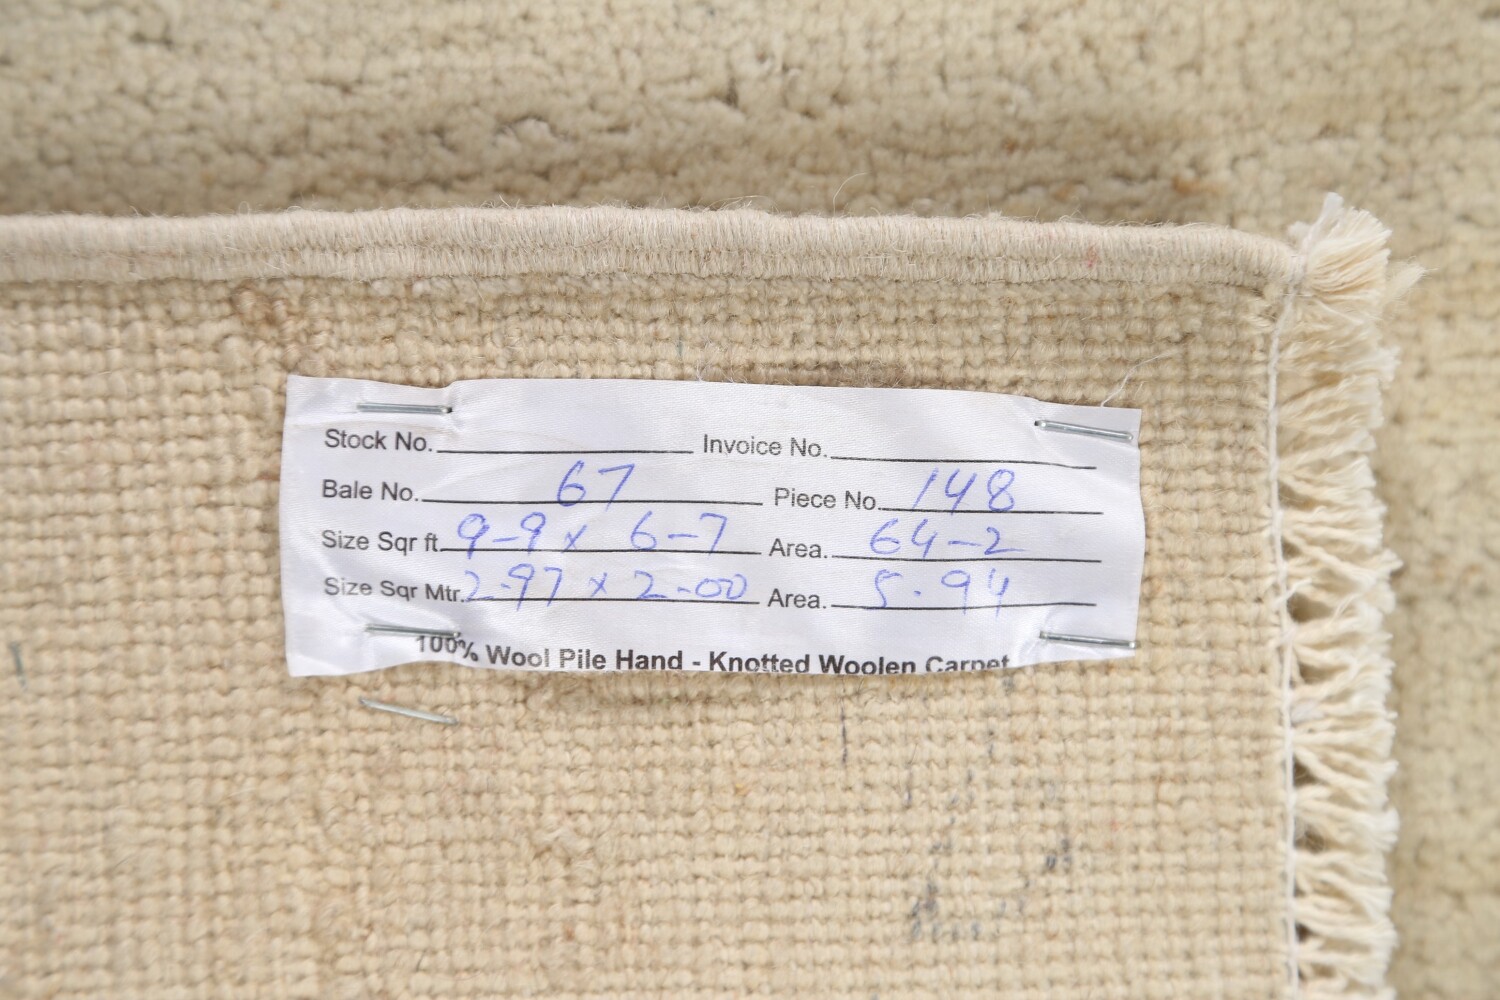 Stock No. Invoice No.
Bale No. 67 Piece No. 148
Size Sqr ft. 9-9 x 6-7 Area. 64-2
Size Sqr Mtr. 2.97 x 2-00 Area. 5.94
100% Wool Pile Hand - Knotted Woolen Carpet